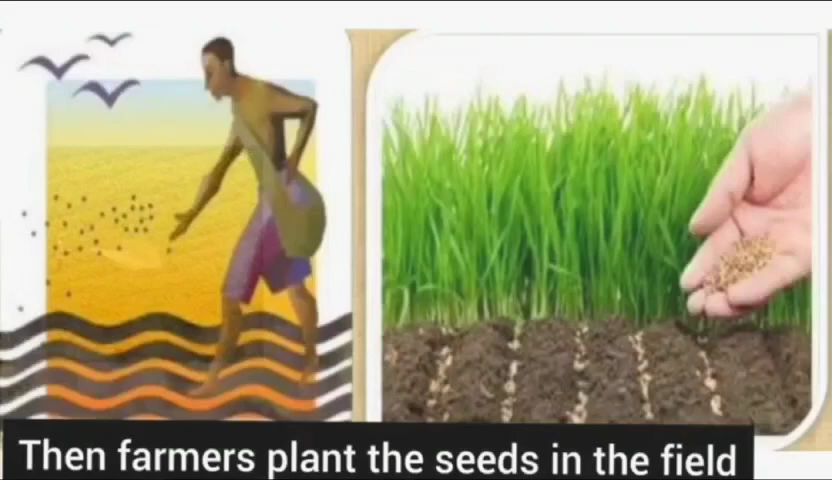 Then farmers plant the seeds in the field